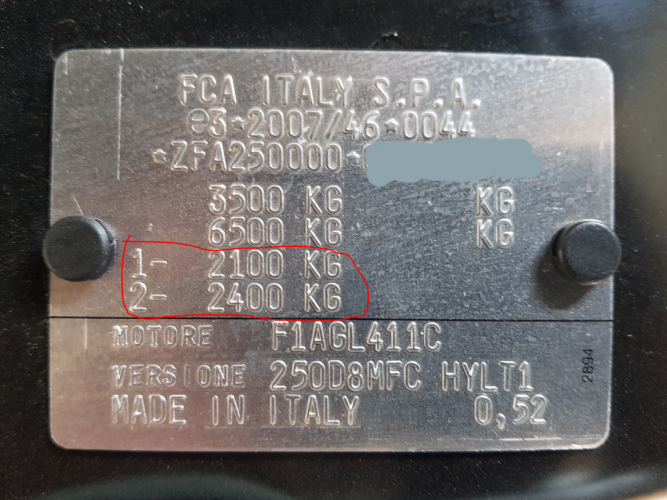 FCA ITALY S.P.A.
e3*2007/46*0044
*ZFA250000*
3500 KG KG
6500 KG KG
1- 2100 KG
2- 2400 KG
MOTORE F1AGL411C
VERSIONE 250D8MFC HYLT1
MADE IN ITALY 0,52
2894